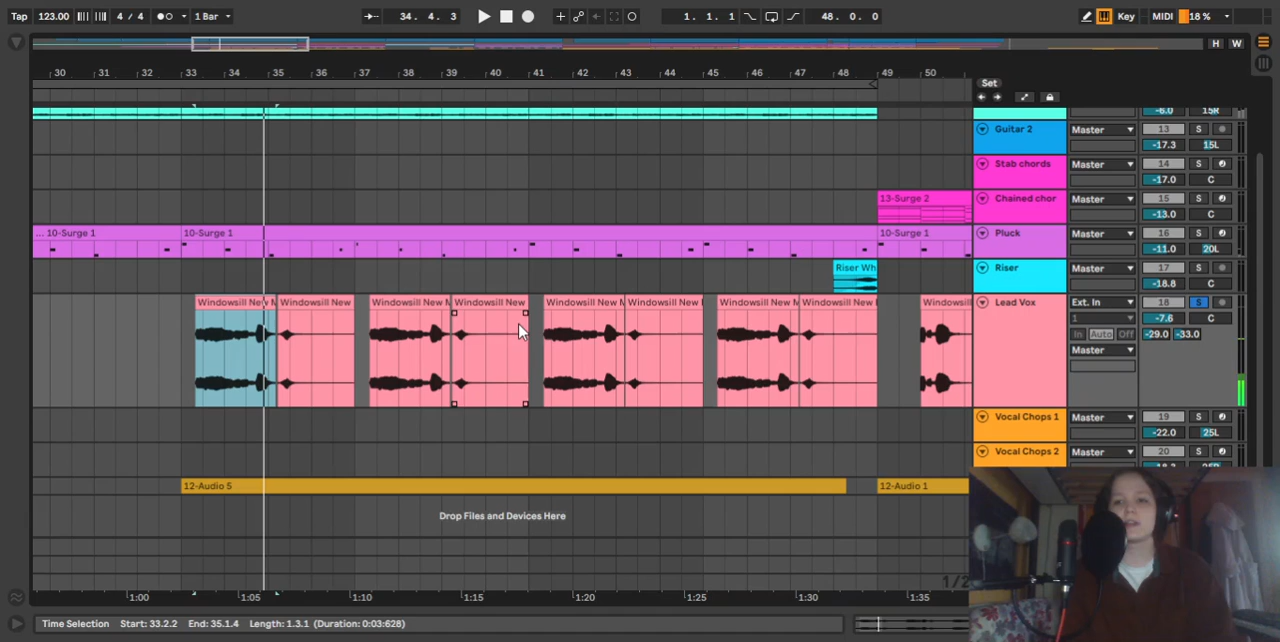 Tap 123.00 4 / 4 1 Bar 34. 4. 3 1. 1. 1 48. 0. 0 Key MIDI 18 %
H W
30 31 32 33 34 35 36 37 38 39 40 41 42 43 44 45 46 47 48 49 50
Set
-6.0 15R
Guitar 2 Master 13 S
-17.3 15L
Stab chords Master 14 S
-17.0 C
13-Surge 2 Chained chor Master 15 S
-13.0 C
... 10-Surge 1 10-Surge 1 10-Surge 1 Pluck Master 16 S
-11.0 20L
Riser Wh Riser Master 17 S
-18.8 C
Windowsill New M Windowsill New Windowsill New M Windowsill New Windowsill New M Windowsill New Windowsill New M Windowsill New Windowsill Lead Vox Ext. In 18 S
1 -7.6 C
In Auto Off -29.0 -33.0
Master
Vocal Chops 1 Master 19 S
-22.0 25L
Vocal Chops 2 Master 20 S
12-Audio 5 12-Audio 1
Drop Files and Devices Here
1/2
1:00 1:05 1:10 1:15 1:20 1:25 1:30 1:35
Time Selection Start: 33.2.2 End: 35.1.4 Length: 1.3.1 (Duration: 0:03:628)